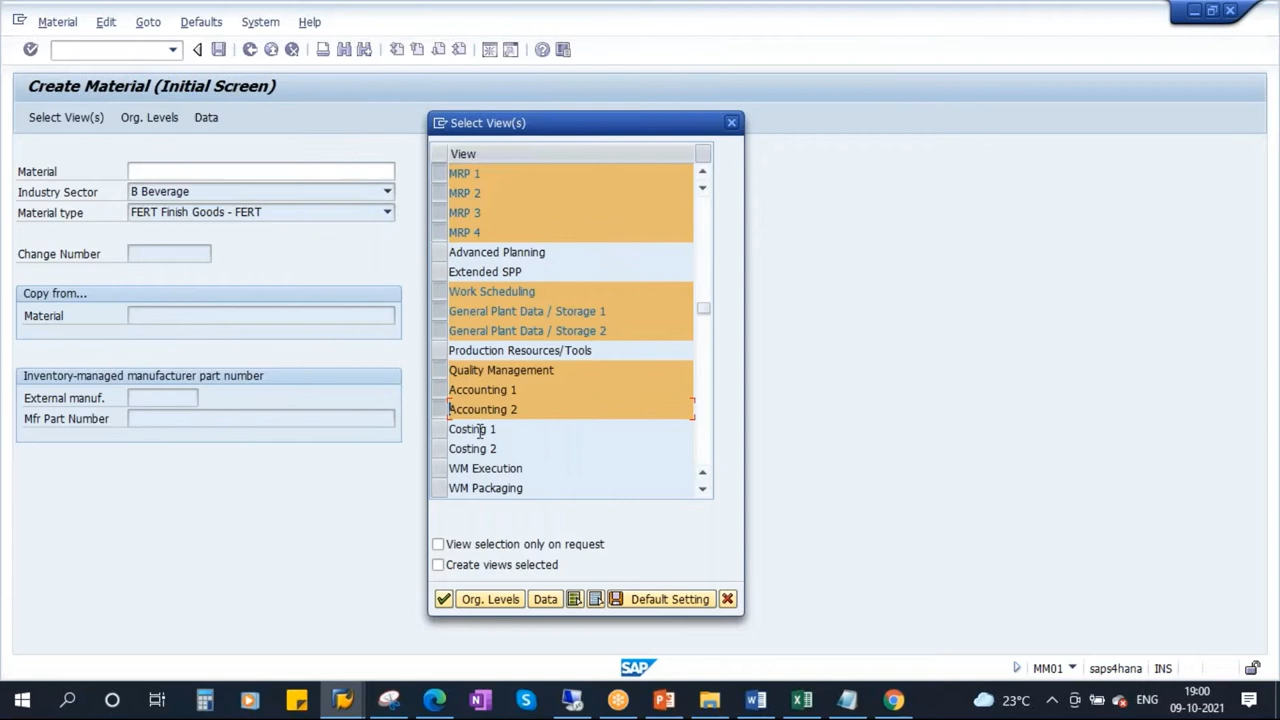 Material Edit Goto Defaults System Help
Create Material (Initial Screen)
Select View(s) Org. Levels Data
Material
Industry Sector B Beverage
Material type FERT Finish Goods - FERT
Change Number
Copy from...
Material
Inventory-managed manufacturer part number
External manuf.
Mfr Part Number
Select View(s)
View
MRP 1
MRP 2
MRP 3
MRP 4
Advanced Planning
Extended SPP
Work Scheduling
General Plant Data / Storage 1
General Plant Data / Storage 2
Production Resources/Tools
Quality Management
Accounting 1
Accounting 2
Costing 1
Costing 2
WM Execution
WM Packaging
View selection only on request
Create views selected
Org. Levels Data Default Setting
SAP MM01 saps4hana INS
23°C ENG 19:00
09-10-2021